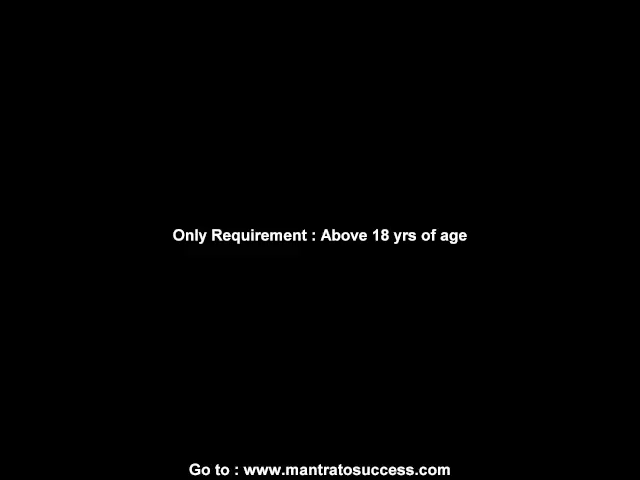 Only Requirement : Above 18 yrs of age
Go to : www.mantratosuccess.com